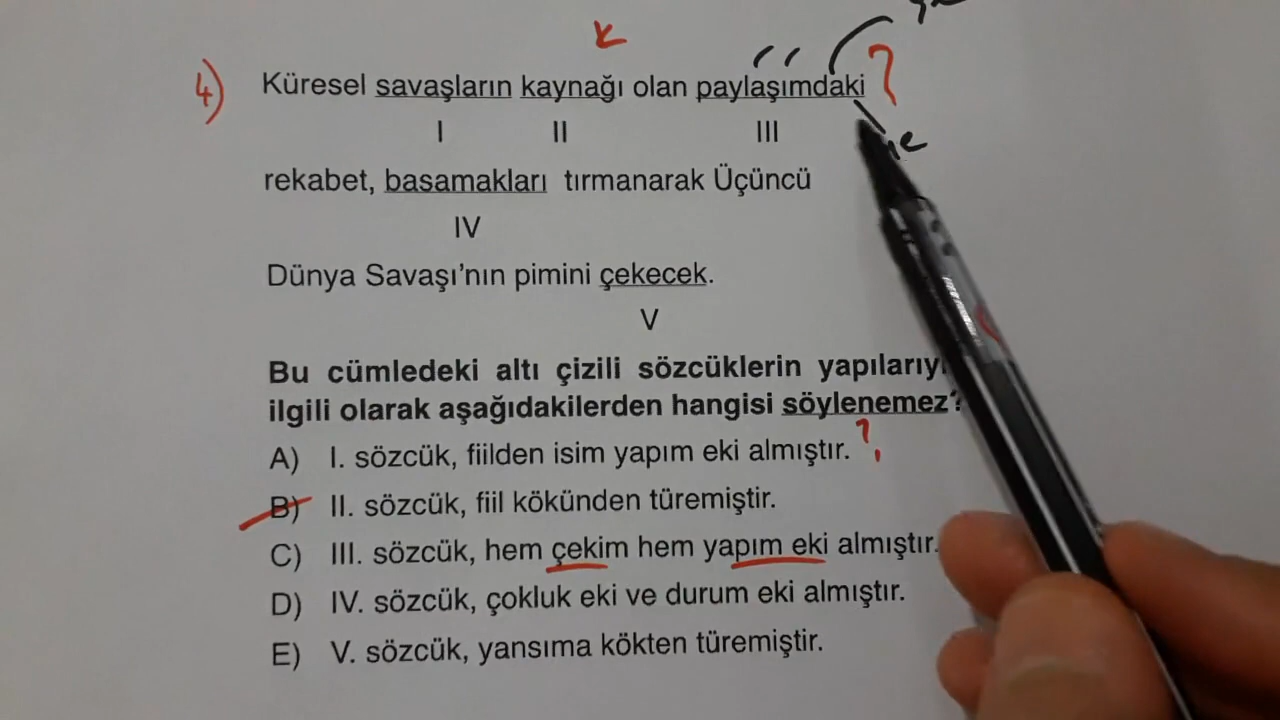 4) Küresel savaşların kaynağı olan paylaşımdaki ?
I II III
rekabet, basamakları tırmanarak Üçüncü
IV
Dünya Savaşı'nın pimini çekecek.
V
Bu cümledeki altı çizili sözcüklerin
ilgili olarak aşağıdakilerden hangisi söylenemez?
A) I. sözcük, fiilden isim yapım eki almıştır. ?
B) II. sözcük, fiil kökünden türemiştir.
C) III. sözcük, hem çekim hem yapım eki almıştır.
D) IV. sözcük, çokluk eki ve durum eki almıştır.
E) V. sözcük, yansıma kökten türemiştir.